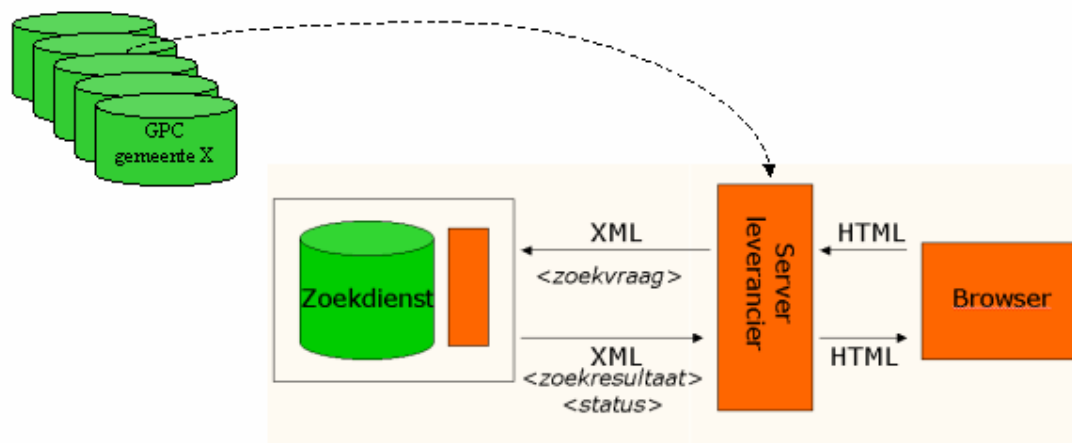 GPC
gemeente X
Zoekdienst
XML
<zoekvraag>
XML
<zoekresultaat>
<status>
Server
leverancier
HTML
HTML
Browser